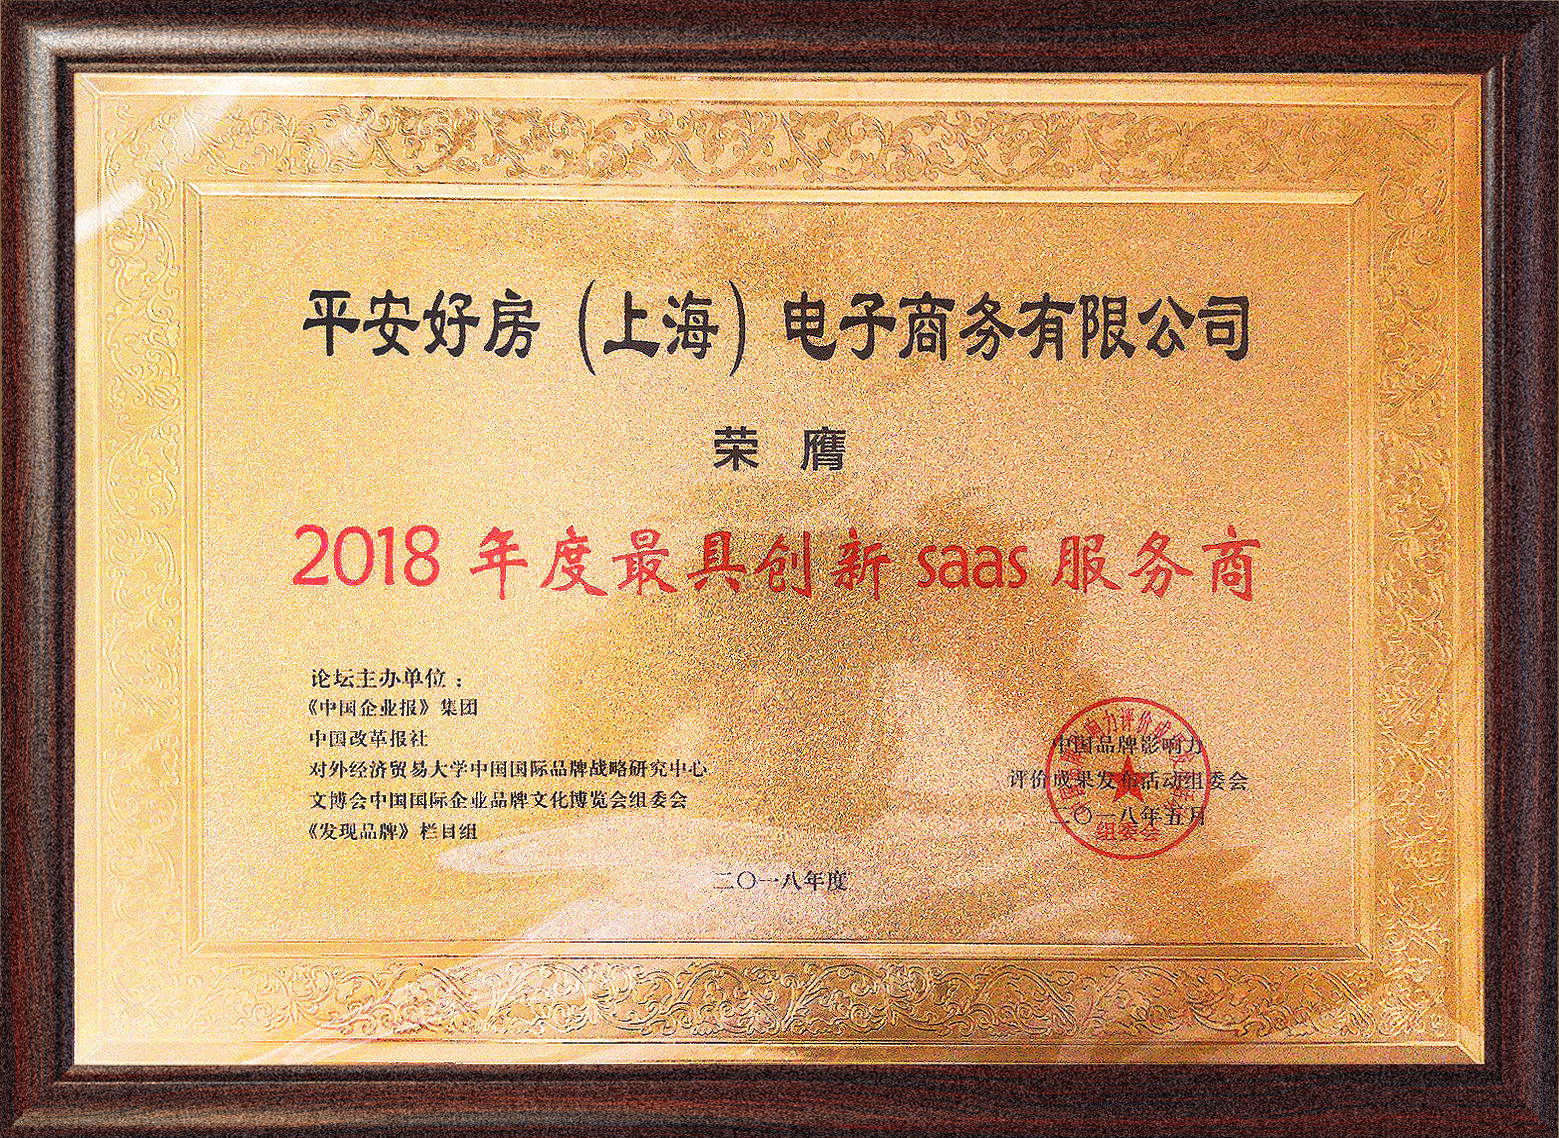 平安好房（上海）电子商务有限公司
荣 膺
2018 年度最具创新 saas 服务商
论坛主办单位：
《中国企业报》集团
中国改革报社
对外经济贸易大学中国国际品牌战略研究中心
文博会中国国际企业品牌文化博览会组委会
《发现品牌》栏目组
中国品牌影响力
评价成果发布活动组委会
二〇一八年五月
组委会
二〇一八年度